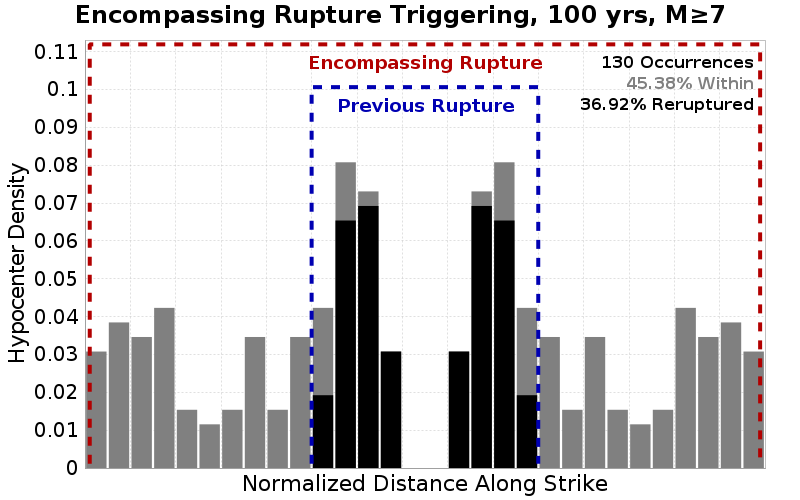 Encompassing Rupture Triggering, 100 yrs, M≥7
Encompassing Rupture
Previous Rupture
130 Occurrences
45.38% Within
36.92% Reruptured
Hypocenter Density
0.11
0.1
0.09
0.08
0.07
0.06
0.05
0.04
0.03
0.02
0.01
0
Normalized Distance Along Strike